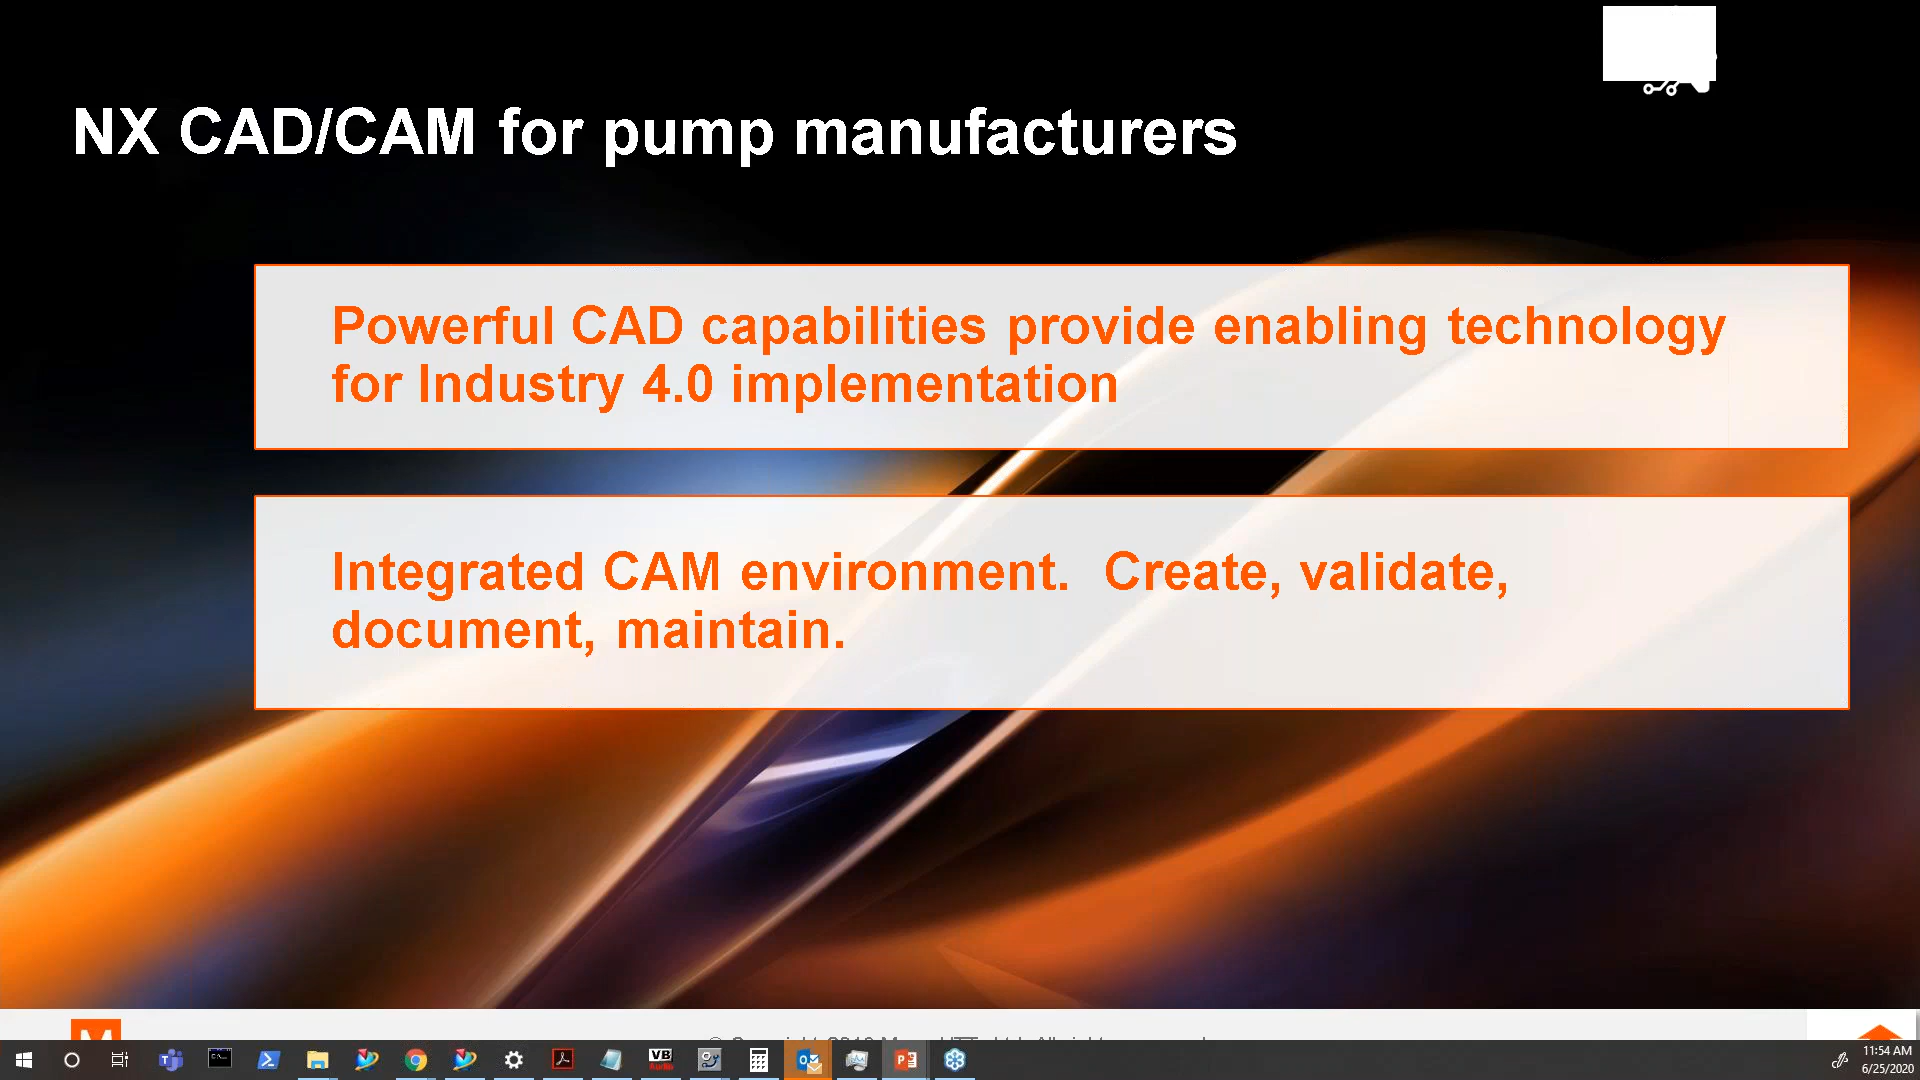 NX CAD/CAM for pump manufacturers
Powerful CAD capabilities provide enabling technology
for Industry 4.0 implementation
Integrated CAM environment.  Create, validate,
document, maintain.
M
VB
11:54 AM
6/25/2020